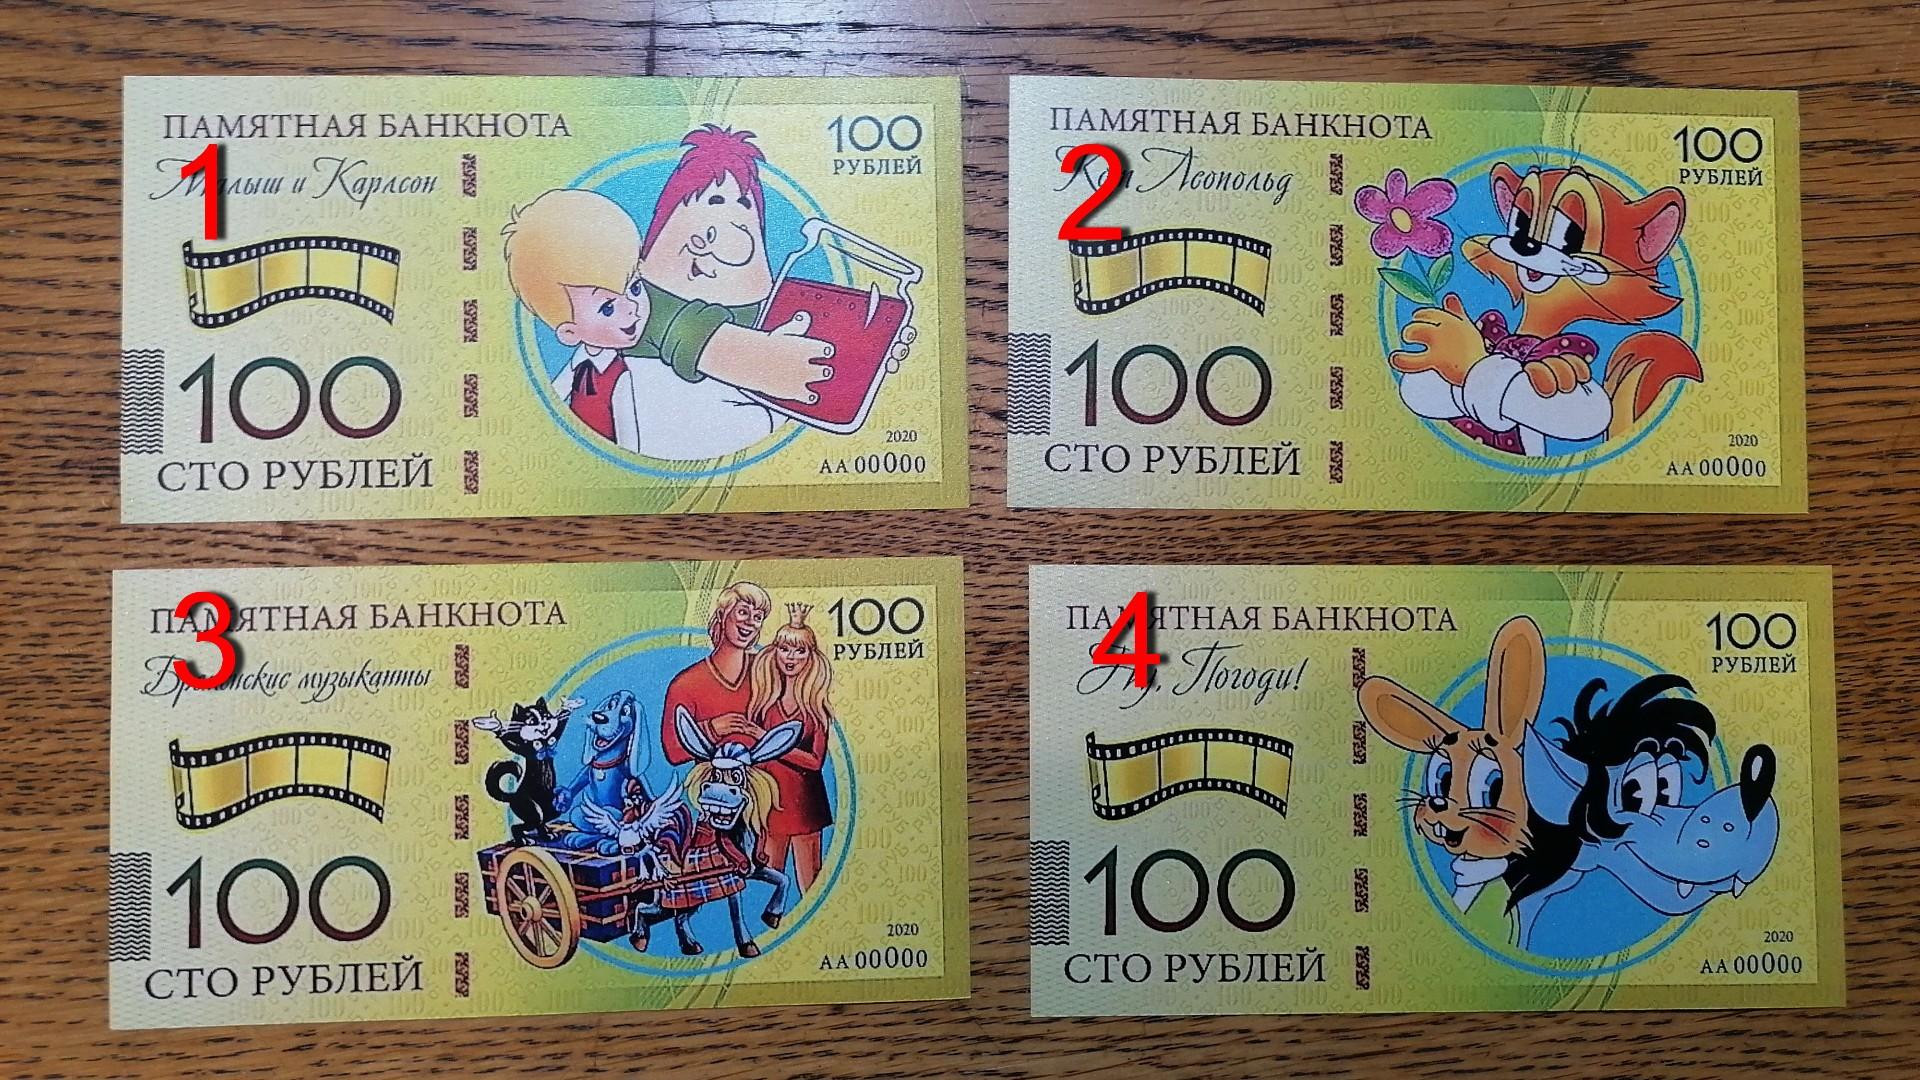 ПАМЯТНАЯ БАНКНОТА
Малыш и Карлсон
100
РУБЛЕЙ
1
100
СТО РУБЛЕЙ
2020
АА 00000
ПАМЯТНАЯ БАНКНОТА
Кот Леопольд
100
РУБЛЕЙ
2
100
СТО РУБЛЕЙ
2020
АА 00000
ПАМЯТНАЯ БАНКНОТА
Бременские музыканты
100
РУБЛЕЙ
3
100
СТО РУБЛЕЙ
2020
АА 00000
ПАМЯТНАЯ БАНКНОТА
Ну, Погоди!
100
РУБЛЕЙ
4
100
СТО РУБЛЕЙ
2020
АА 00000